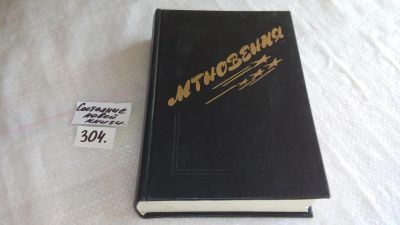 МГНОВЕНИЯ
Состояние
новой
книги.
304.